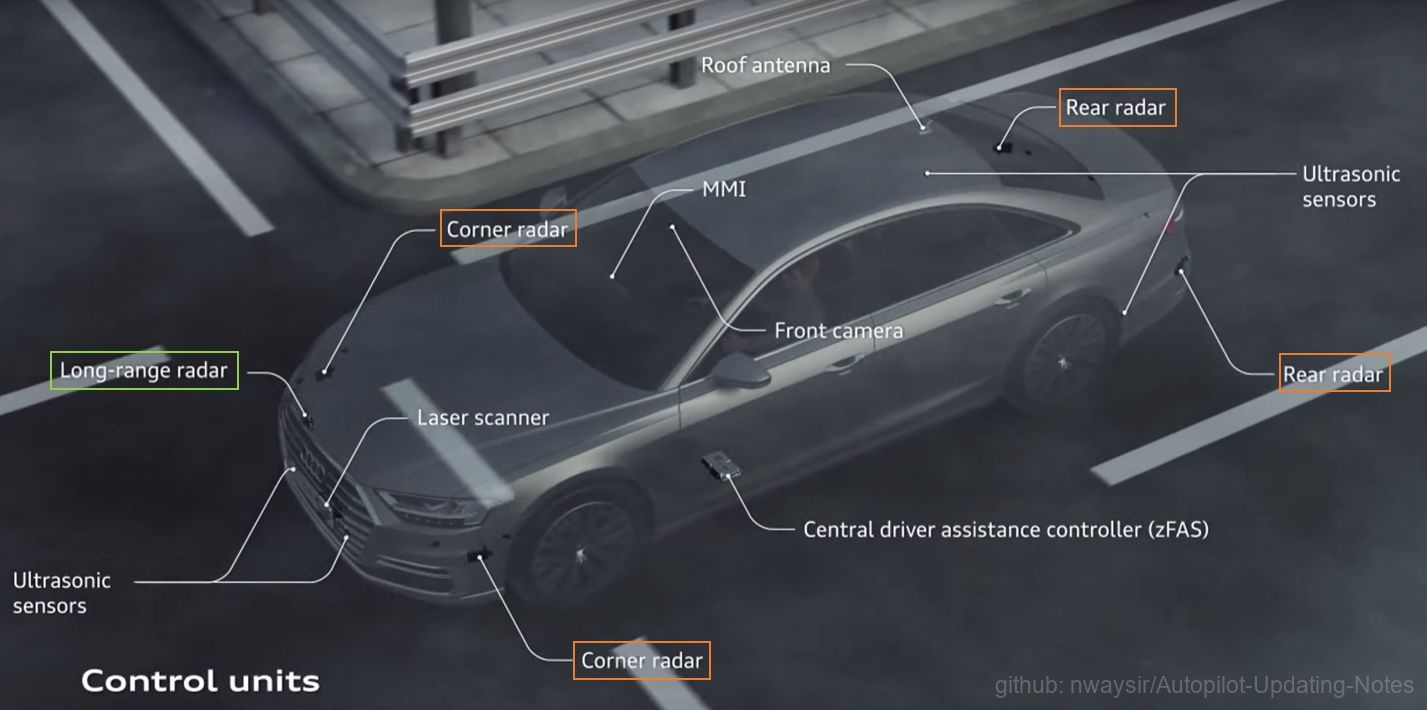 Roof antenna
Rear radar
Ultrasonic
sensors
MMI
Corner radar
Front camera
Long-range radar
Rear radar
Laser scanner
Central driver assistance controller (zFAS)
Ultrasonic
sensors
Corner radar
Control units
github: nwaysir/Autopilot-Updating-Notes